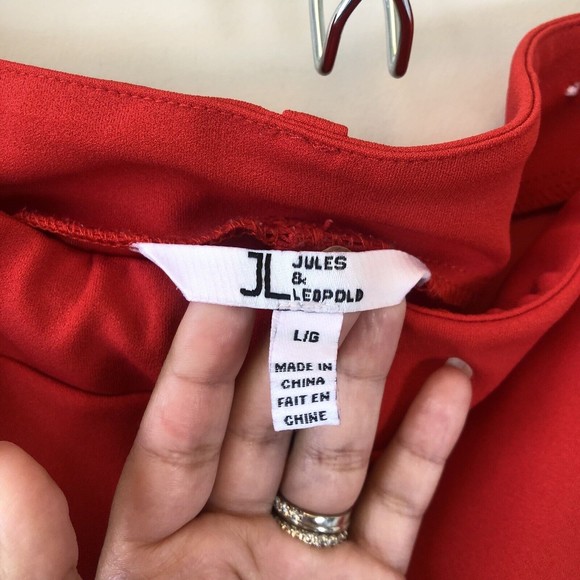 JL JULES
&
LEOPOLD
L/G
MADE IN
CHINA
FAIT EN
CHINE